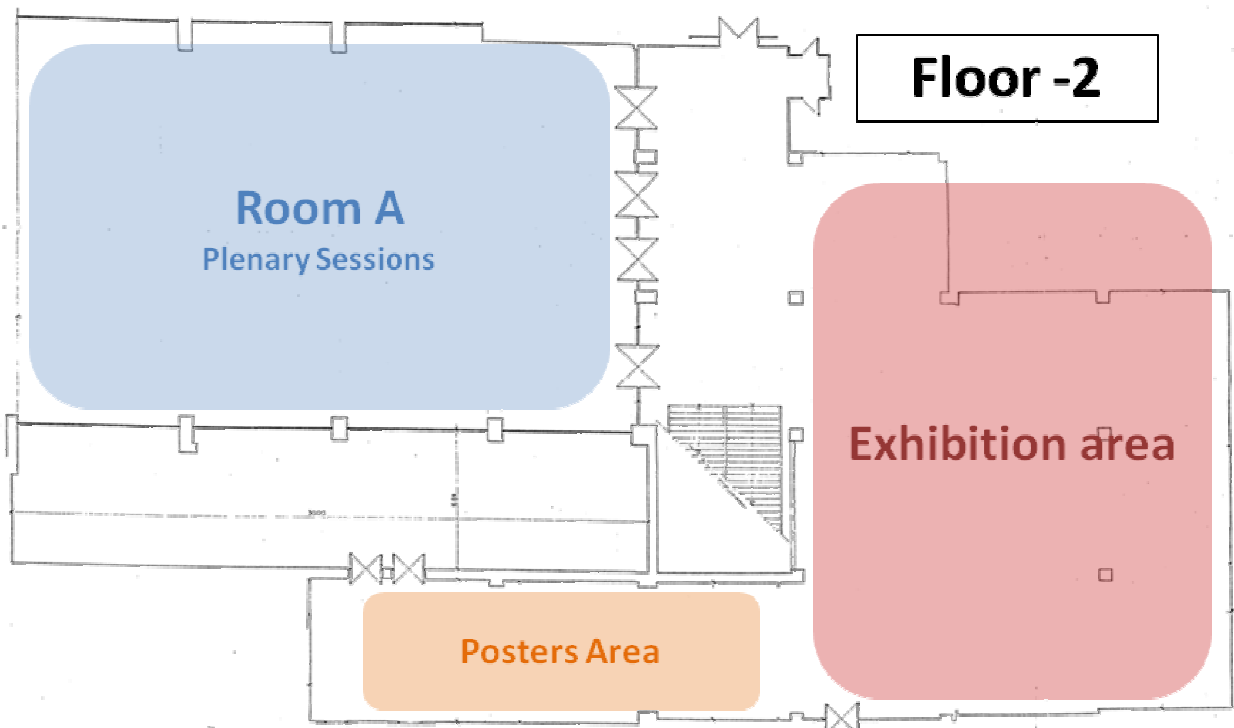 Floor -2
Room A
Plenary Sessions
Exhibition area
Posters Area